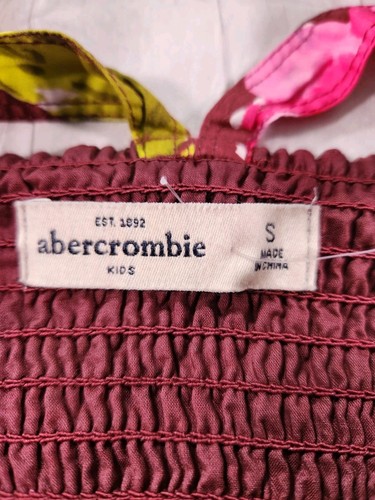 EST. 1892
abercrombie
KIDS
S
MADE
IN CHINA